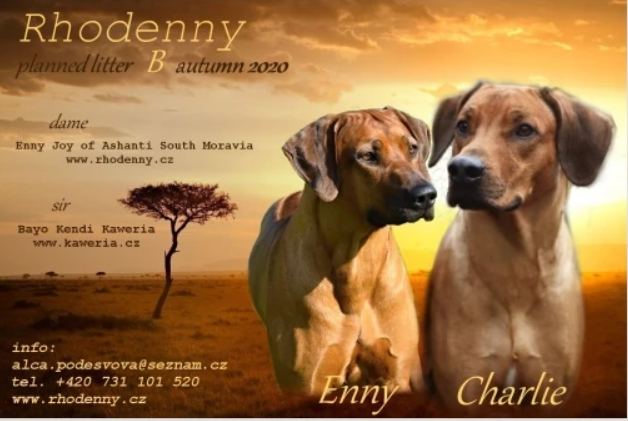 Rhodenny
planned litter B autumn 2020
dame
Enny Joy of Ashanti South Moravia
www.rhodenny.cz
sir
Bayo Kendi Kaweria
www.kaweria.cz
info:
alca.podesvova@seznam.cz
tel. +420 731 101 520
www.rhodenny.cz
Enny Charlie